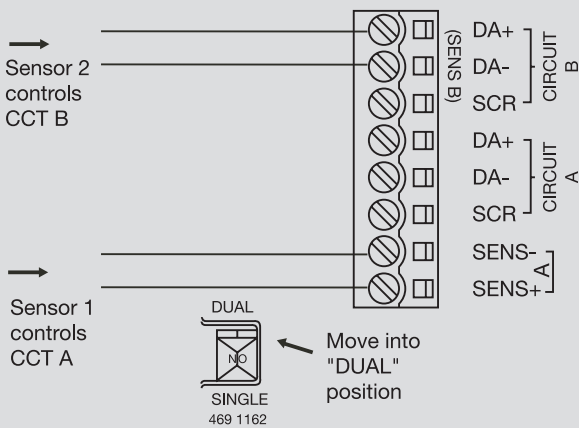 Sensor 2
controls
CCT B
(SENS B)
DA+
DA-
SCR
CIRCUIT
B
DA+
DA-
SCR
CIRCUIT
A
SENS-
SENS+
A
Sensor 1
controls
CCT A
DUAL
NO
SINGLE
469 1162
Move into
"DUAL"
position